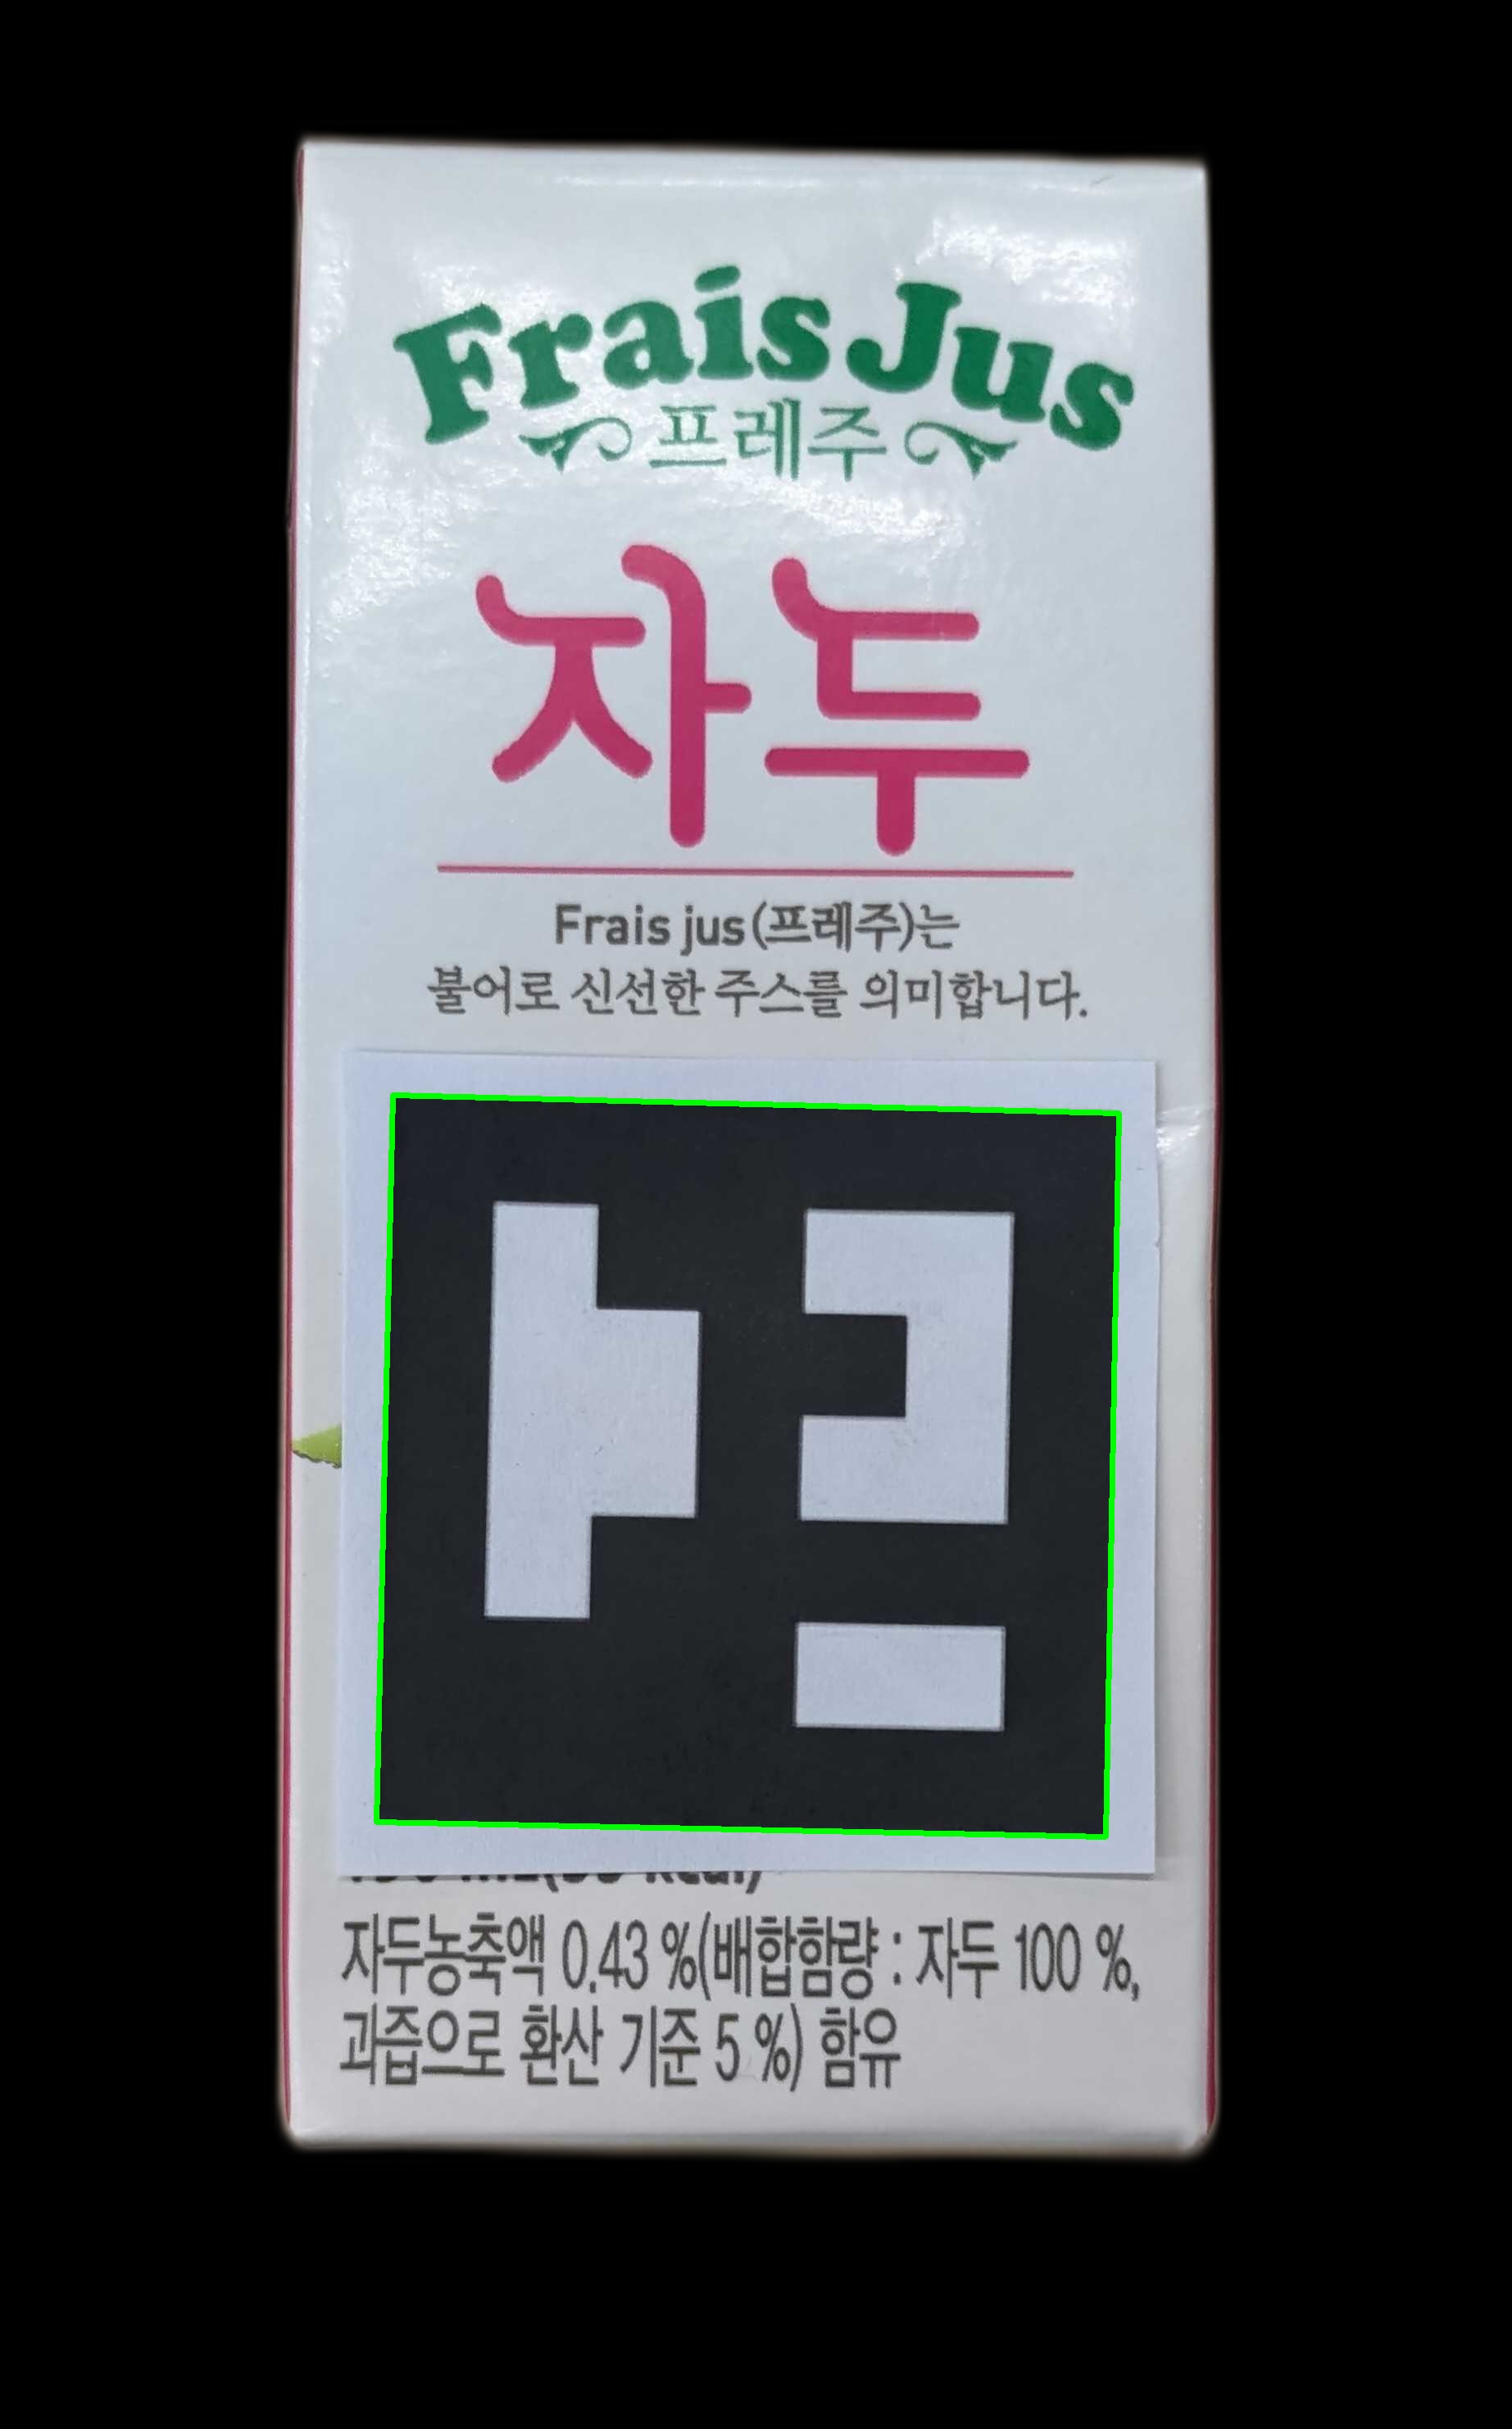 Frais Jus
프레주
자두
Frais jus(프레주)는
불어로 신선한 주스를 의미합니다.
자두농축액 0.43 %(배합함량 : 자두 100 %,
과즙으로 환산 기준 5 %) 함유